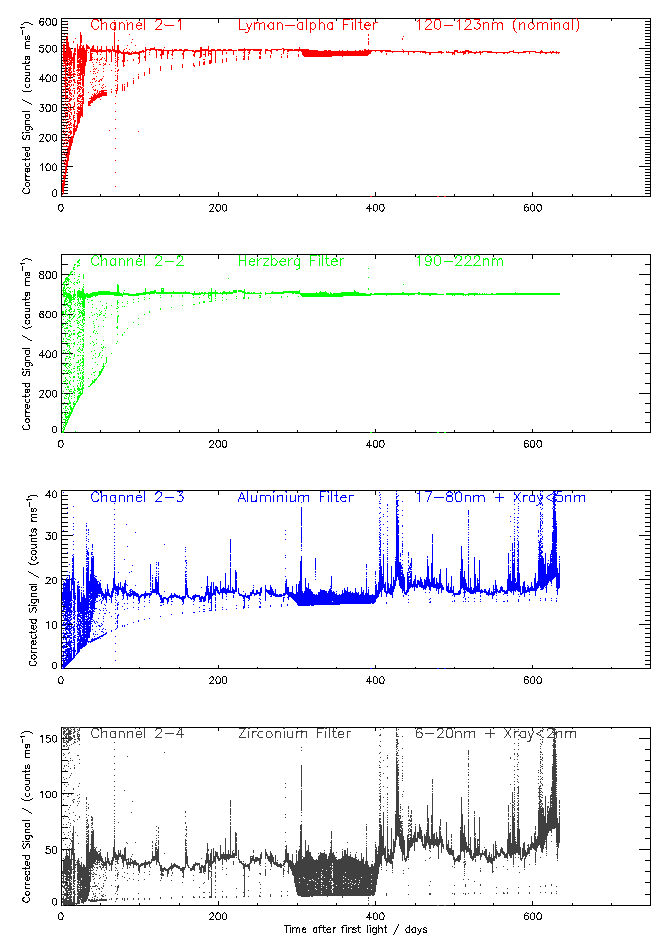 Channel 2-1 Lyman-alpha Filter 120-123nm (nominal)
Corrected Signal / (counts ms⁻¹)
600
500
400
300
200
100
0
0 200 400 600
Channel 2-2 Herzberg Filter 190-222nm
Corrected Signal / (counts ms⁻¹)
800
600
400
200
0
0 200 400 600
Channel 2-3 Aluminium Filter 17-80nm + Xray<5nm
Corrected Signal / (counts ms⁻¹)
40
30
20
10
0
0 200 400 600
Channel 2-4 Zirconium Filter 6-20nm + Xray<2nm
Corrected Signal / (counts ms⁻¹)
150
100
50
0
0 200 400 600
Time after first light / days